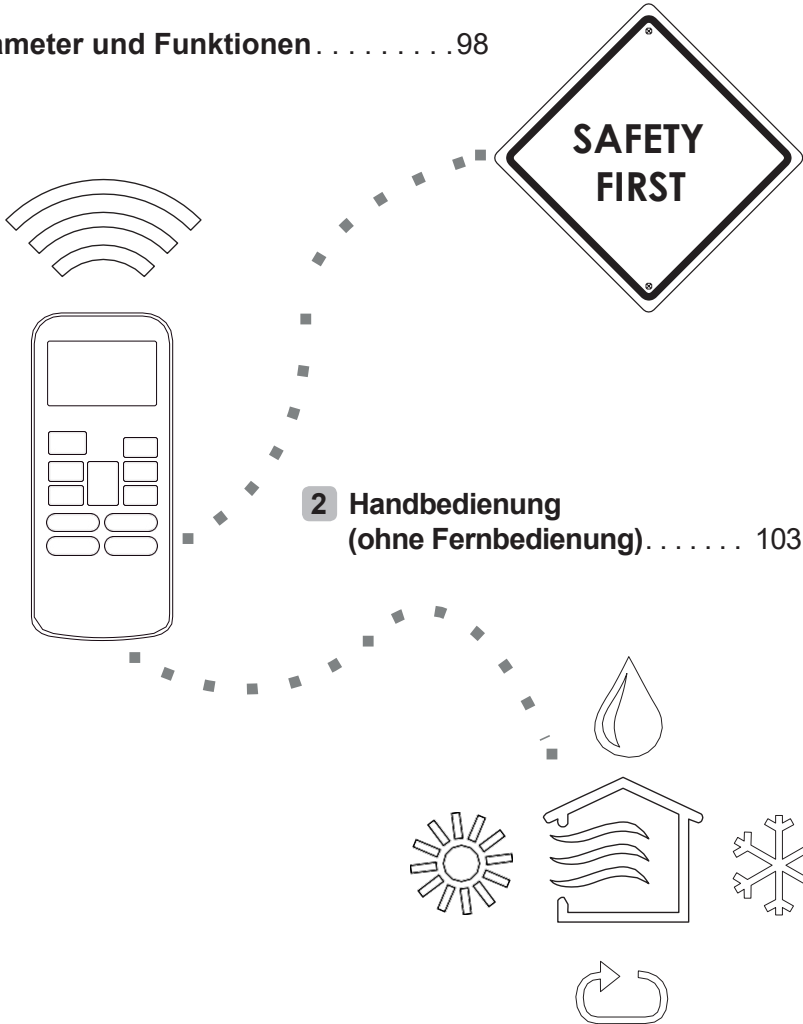 ameter und Funktionen.........98
SAFETY
FIRST
2 Handbedienung
(ohne Fernbedienung)....... 103